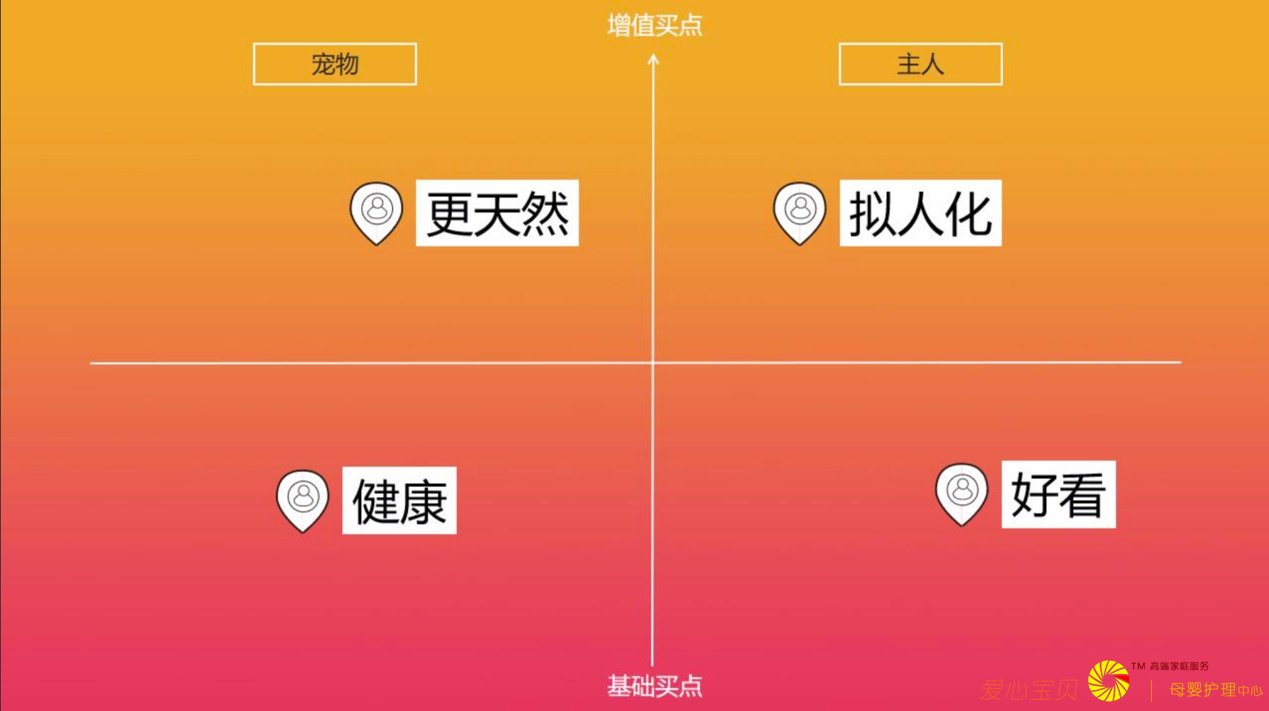 增值买点
宠物
主人
更天然
拟人化
健康
好看
基础买点
爱心宝贝
TM 高端家庭服务
母婴护理中心